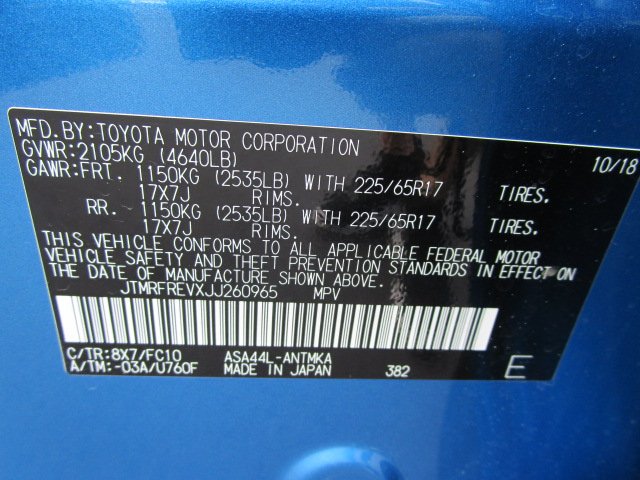 MFD.BY:TOYOTA MOTOR CORPORATION 10/18
GVWR:2105KG (4640LB)
GAWR:FRT. 1150KG (2535LB) WITH 225/65R17 TIRES.
17X7J RIMS.
RR. 1150KG (2535LB) WITH 225/65R17 TIRES.
17X7J RIMS.
THIS VEHICLE CONFORMS TO ALL APPLICABLE FEDERAL MOTOR
VEHICLE SAFETY AND THEFT PREVENTION STANDARDS IN EFFECT ON
THE DATE OF MANUFACTURE SHOWN ABOVE.
JTMRFREVXJJ260965 MPV
C/TR:8X7/FC10 ASA44L-ANTMKA
A/TM:-03A/U760F MADE IN JAPAN 382 E